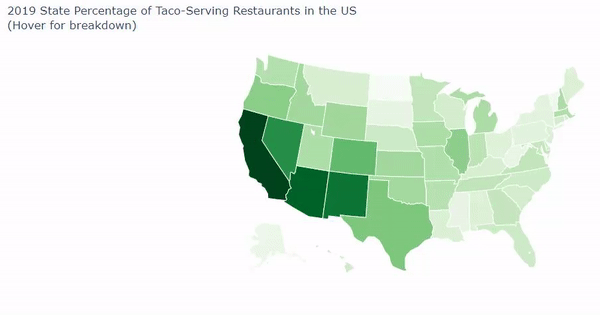 2019 State Percentage of Taco-Serving Restaurants in the US
(Hover for breakdown)